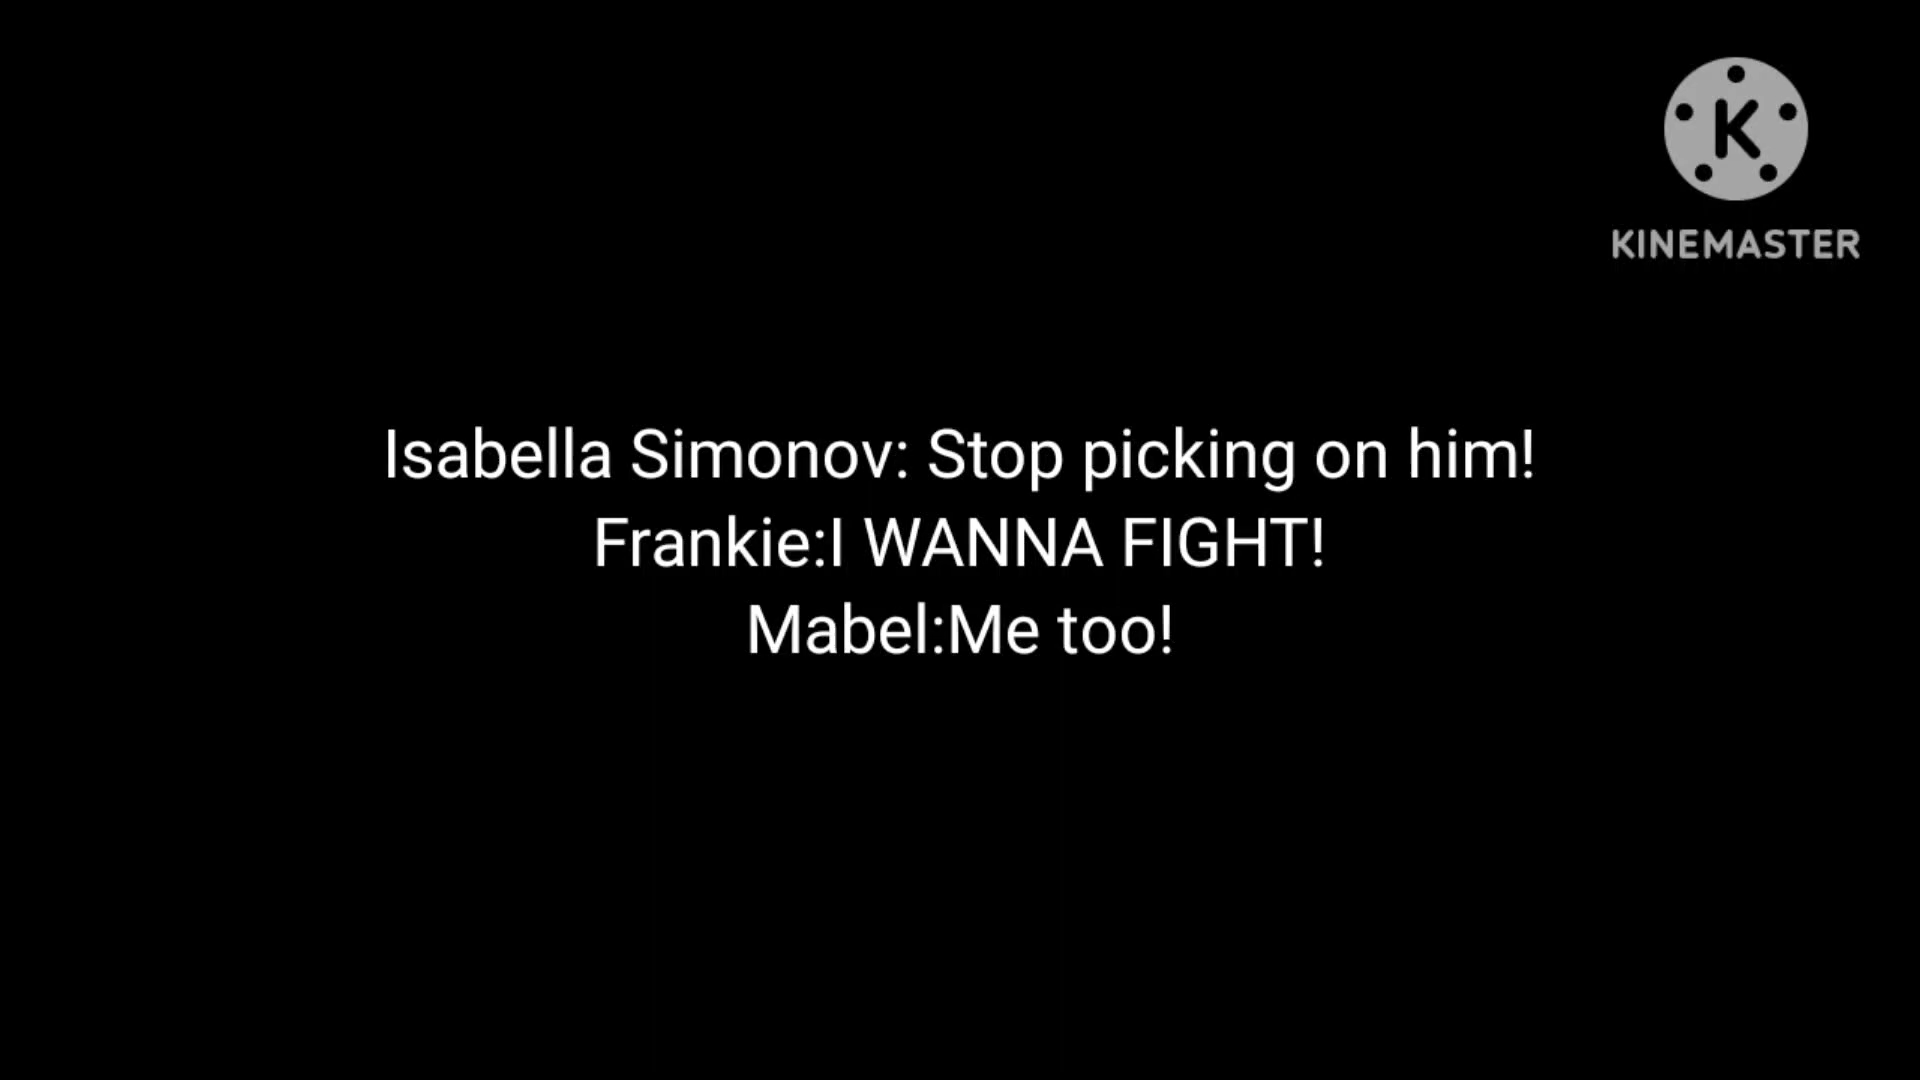 K
KINEMASTER
Isabella Simonov: Stop picking on him!
Frankie:I WANNA FIGHT!
Mabel:Me too!